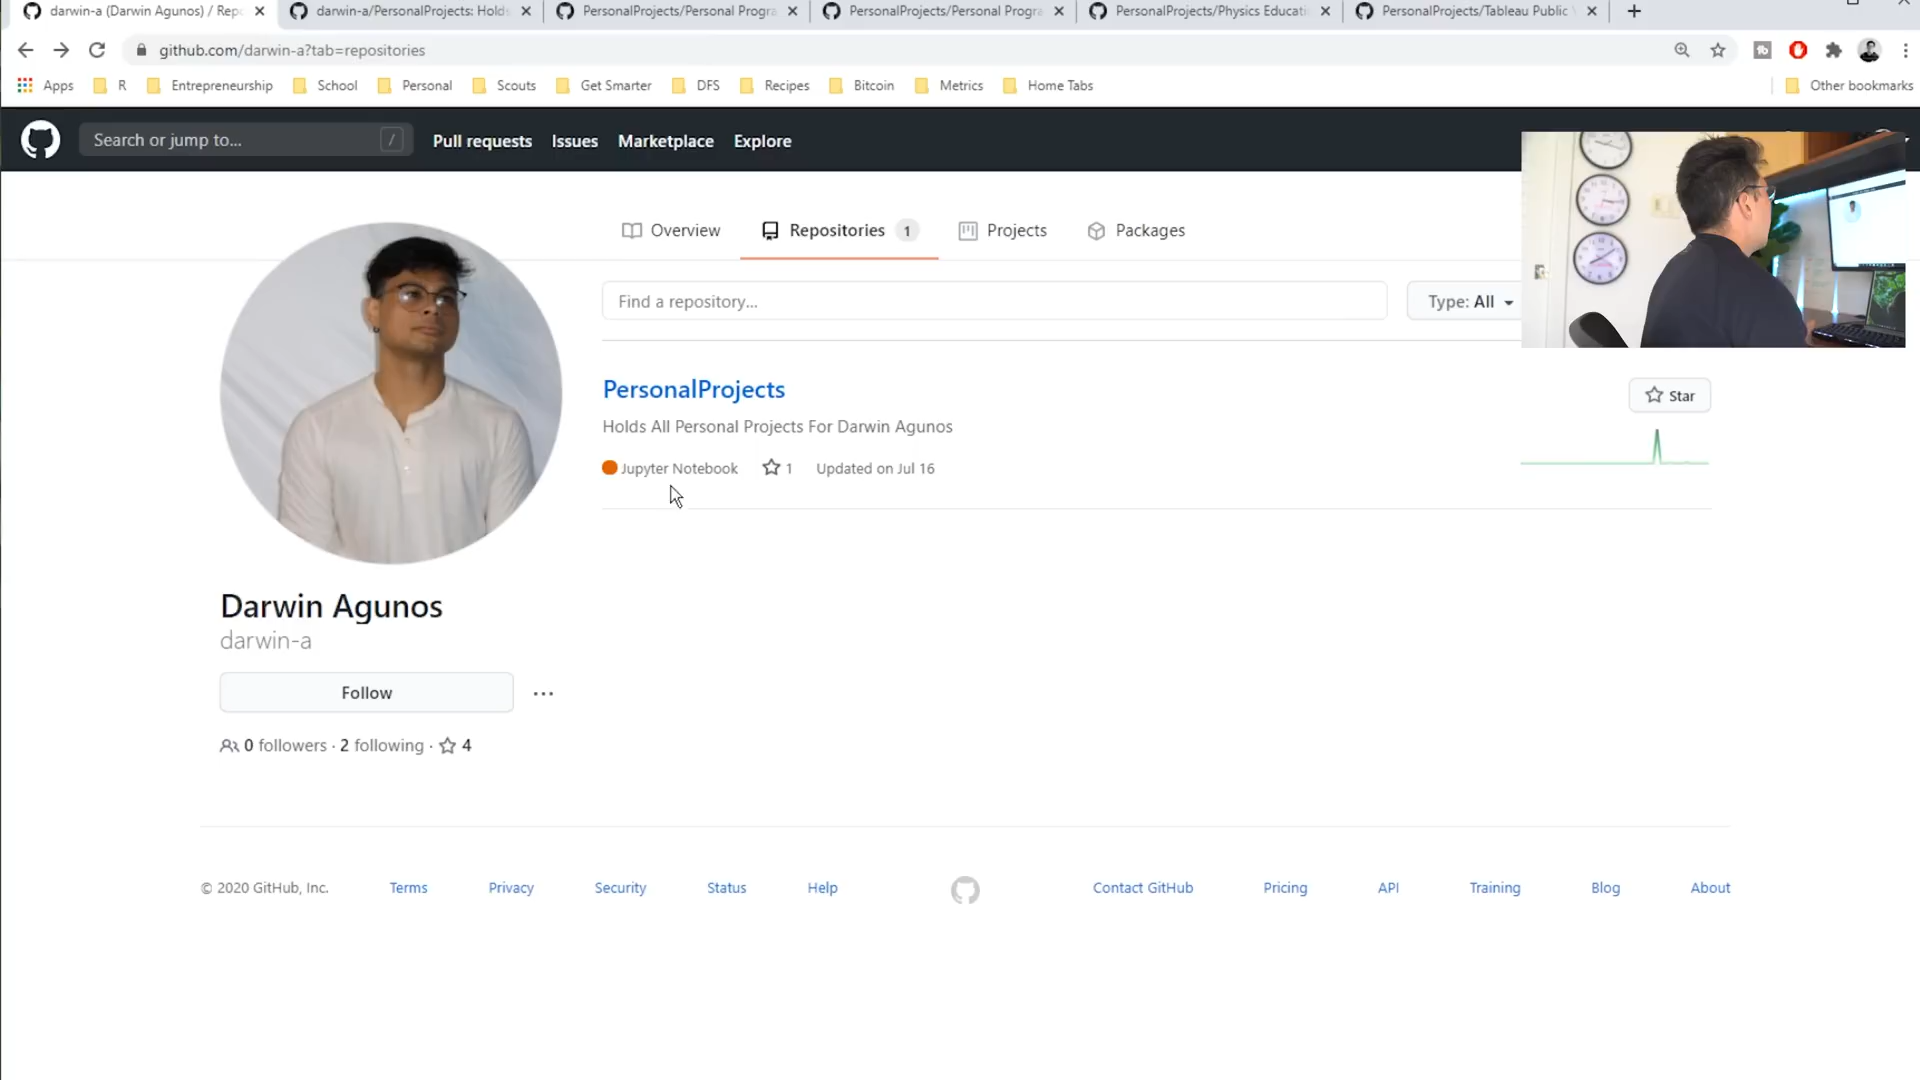 darwin-a (Darwin Agunos) / Repo
darwin-a/PersonalProjects: Holds
PersonalProjects/Personal Progra
PersonalProjects/Personal Progra
PersonalProjects/Physics Educati
PersonalProjects/Tableau Public
github.com/darwin-a?tab=repositories
Apps R Entrepreneurship School Personal Scouts Get Smarter DFS Recipes Bitcoin Metrics Home Tabs Other bookmarks
Search or jump to... / Pull requests Issues Marketplace Explore
Overview Repositories 1 Projects Packages
Find a repository... Type: All
PersonalProjects
Star
Holds All Personal Projects For Darwin Agunos
Jupyter Notebook 1 Updated on Jul 16
Darwin Agunos
darwin-a
Follow ...
0 followers · 2 following · 4
© 2020 GitHub, Inc. Terms Privacy Security Status Help Contact GitHub Pricing API Training Blog About